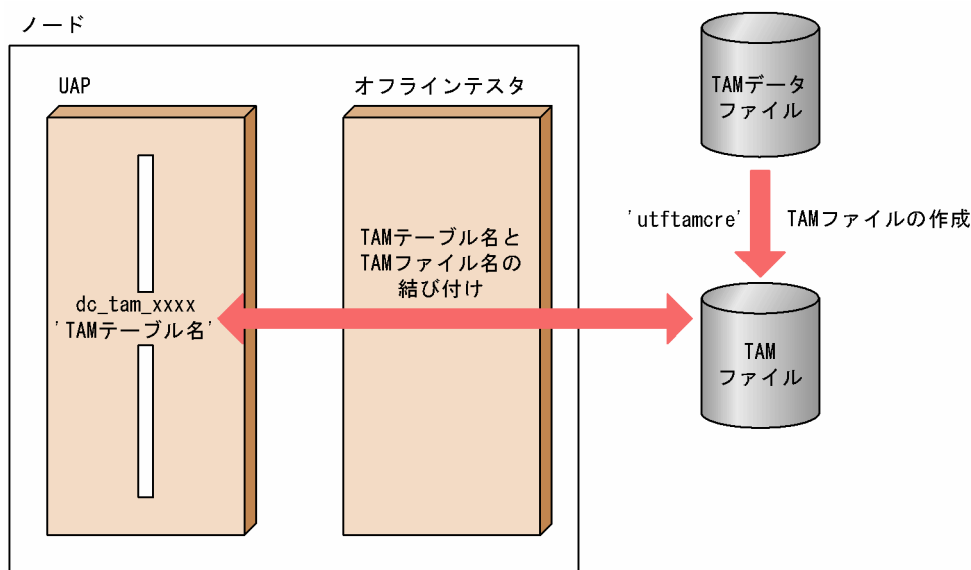 ノード
UAP
オフラインテスタ
TAMデータ
ファイル
'utftamcre'
TAMファイルの作成
TAMテーブル名と
TAMファイル名の
結び付け
dc_tam_xxxx
'TAMテーブル名'
TAM
ファイル